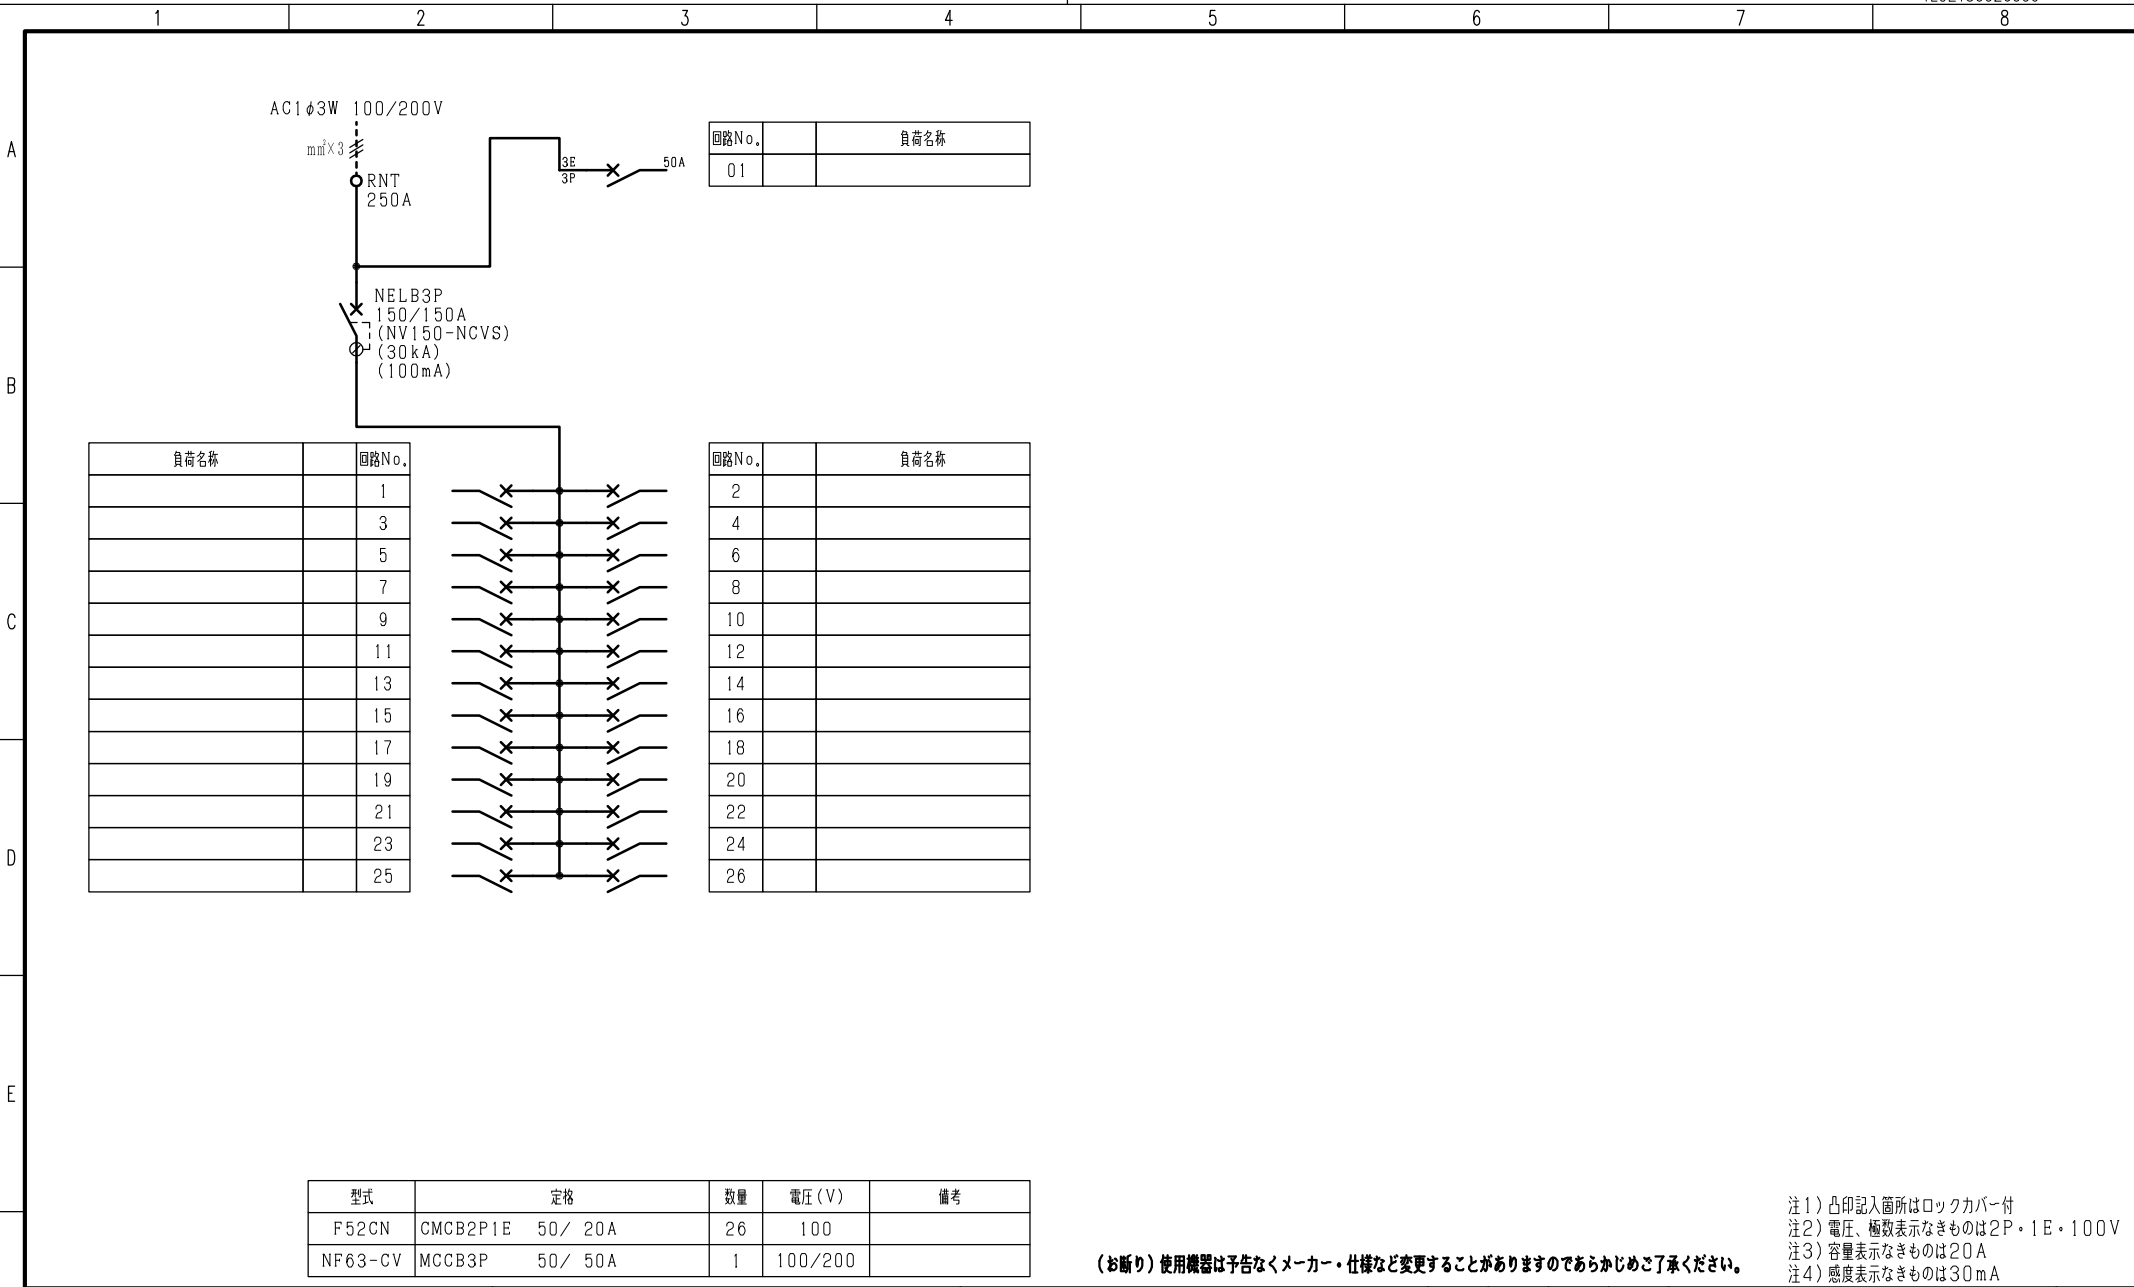 1 2 3 4 5 6 7 8
A
B
C
D
E
AC1φ3W 100/200V
mm²×3
RNT
250A
3E
3P
50A
回路No. 負荷名称
01
NELB3P
150/150A
(NV150-NCVS)
(30kA)
(100mA)
負荷名称 回路No.
1
3
5
7
9
11
13
15
17
19
21
23
25
回路No. 負荷名称
2
4
6
8
10
12
14
16
18
20
22
24
26
型式 定格 数量 電圧(V) 備考
F52CN CMCB2P1E 50/ 20A 26 100
NF63-CV MCCB3P 50/ 50A 1 100/200
(お断り)使用機器は予告なくメーカー・仕様など変更することがありますのであらかじめご了承ください。
注1)凸印記入箇所はロックカバー付
注2)電圧、極数表示なきものは2P・1E・100V
注3)容量表示なきものは20A
注4)感度表示なきものは30mA